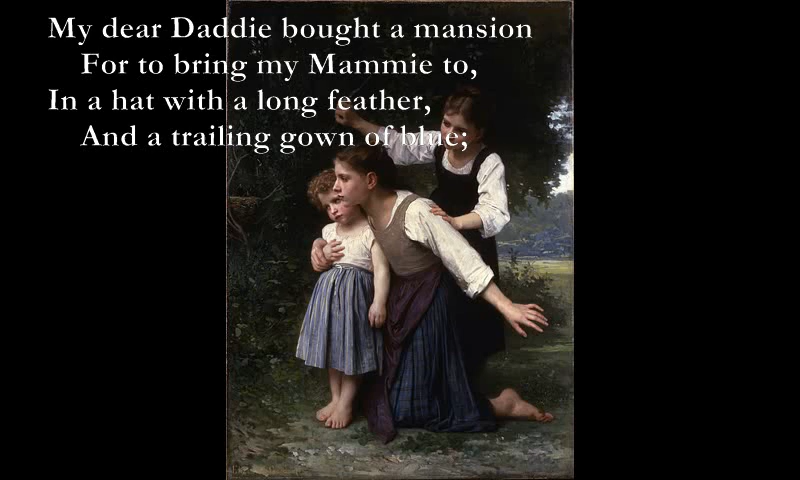 My dear Daddie bought a mansion
For to bring my Mammie to,
In a hat with a long feather,
And a trailing gown of blue;